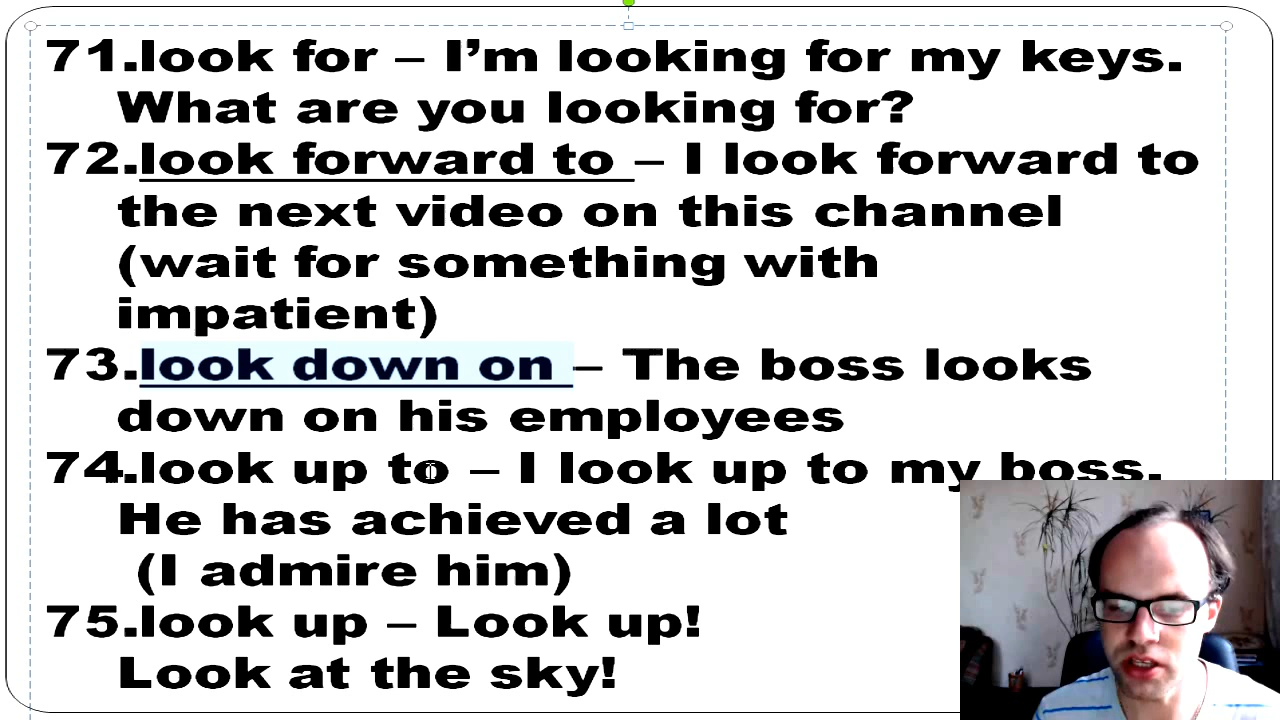 71.look for – I’m looking for my keys.
What are you looking for?
72.look forward to – I look forward to
the next video on this channel
(wait for something with
impatient)
73.look down on – The boss looks
down on his employees
74.look up to – I look up to my boss.
He has achieved a lot
(I admire him)
75.look up – Look up!
Look at the sky!